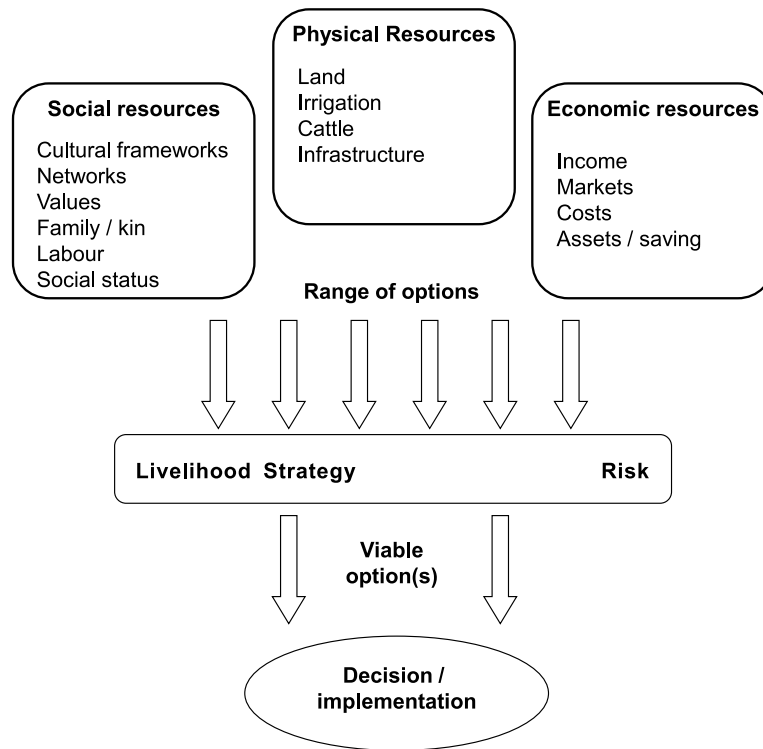 Physical Resources
Land
Irrigation
Cattle
Infrastructure
Social resources
Cultural frameworks
Networks
Values
Family / kin
Labour
Social status
Economic resources
Income
Markets
Costs
Assets / saving
Range of options
Livelihood Strategy Risk
Viable
option(s)
Decision /
implementation